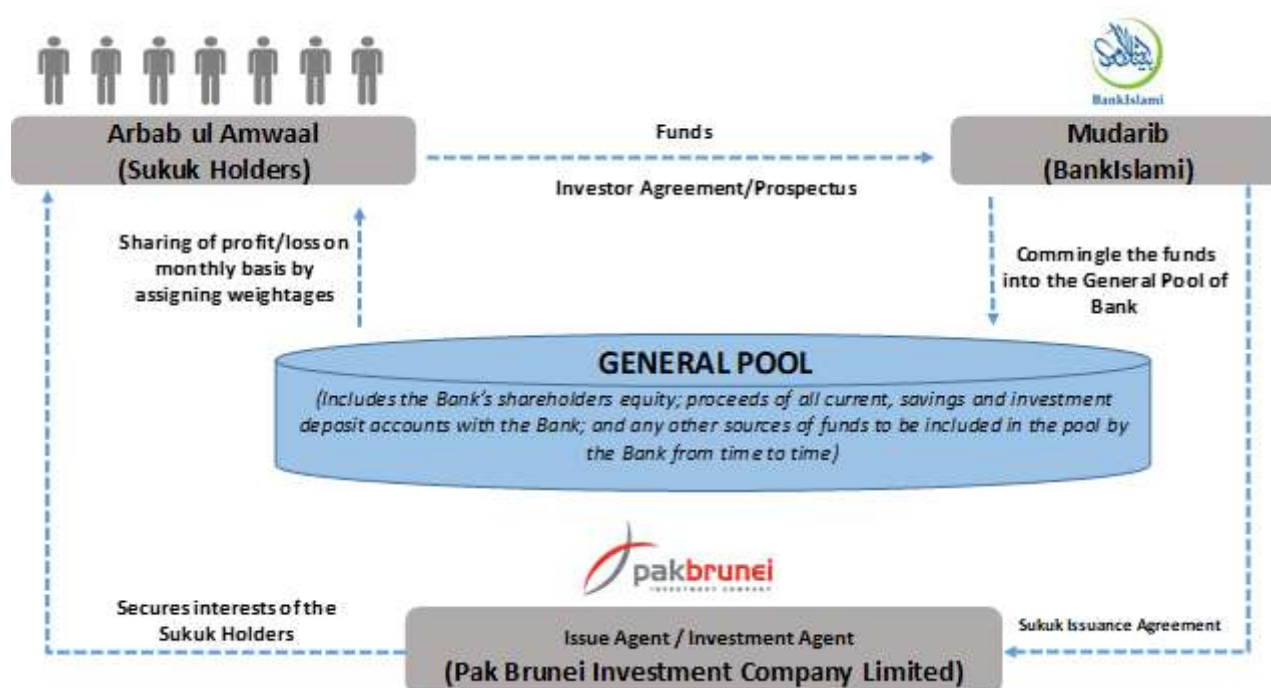 BankIslami
Arbab ul Amwaal
(Sukuk Holders)
Funds
Investor Agreement/Prospectus
Mudarib
(BankIslami)
Sharing of profit/loss on
monthly basis by
assigning weightages
Commingle the funds
into the General Pool of
Bank
GENERAL POOL
(Includes the Bank's shareholders equity; proceeds of all current, savings and investment
deposit accounts with the Bank; and any other sources of funds to be included in the pool by
the Bank from time to time)
pakbrunei
INVESTMENT COMPANY
Secures interests of the
Sukuk Holders
Issue Agent / Investment Agent
(Pak Brunei Investment Company Limited)
Sukuk Issuance Agreement